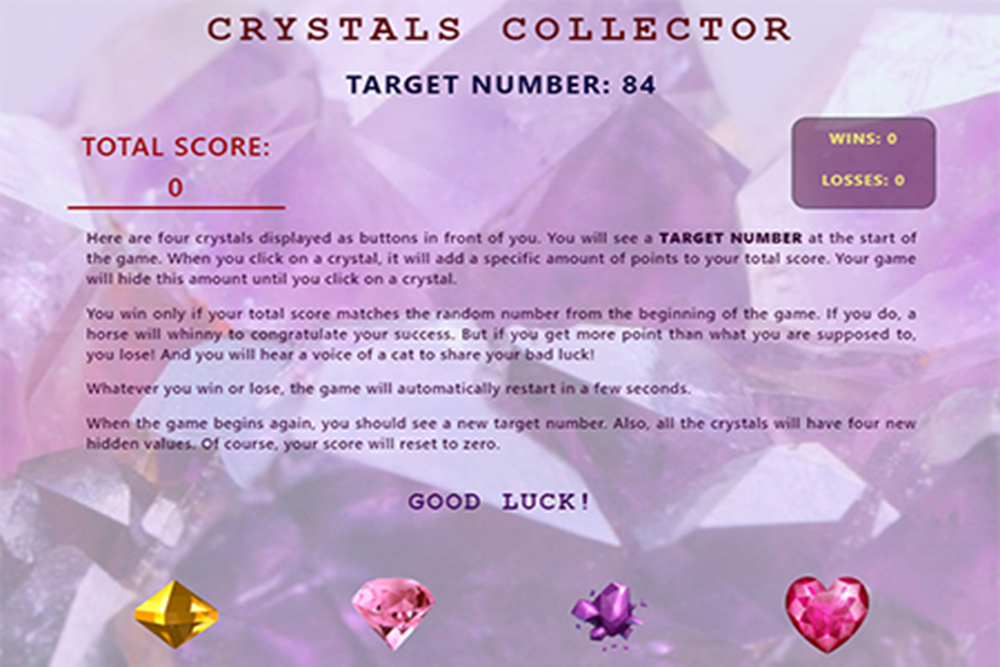 CRYSTALS COLLECTOR
TARGET NUMBER: 84
TOTAL SCORE:
0
WINS: 0
LOSSES: 0
Here are four crystals displayed as buttons in front of you. You will see a TARGET NUMBER at the start of
the game. When you click on a crystal, it will add a specific amount of points to your total score. Your game
will hide this amount until you click on a crystal.
You win only if your total score matches the random number from the beginning of the game. If you do, a
horse will whinny to congratulate your success. But if you get more point than what you are supposed to,
you lose! And you will hear a voice of a cat to share your bad luck!
Whatever you win or lose, the game will automatically restart in a few seconds.
When the game begins again, you should see a new target number. Also, all the crystals will have four new
hidden values. Of course, your score will reset to zero.
GOOD LUCK!